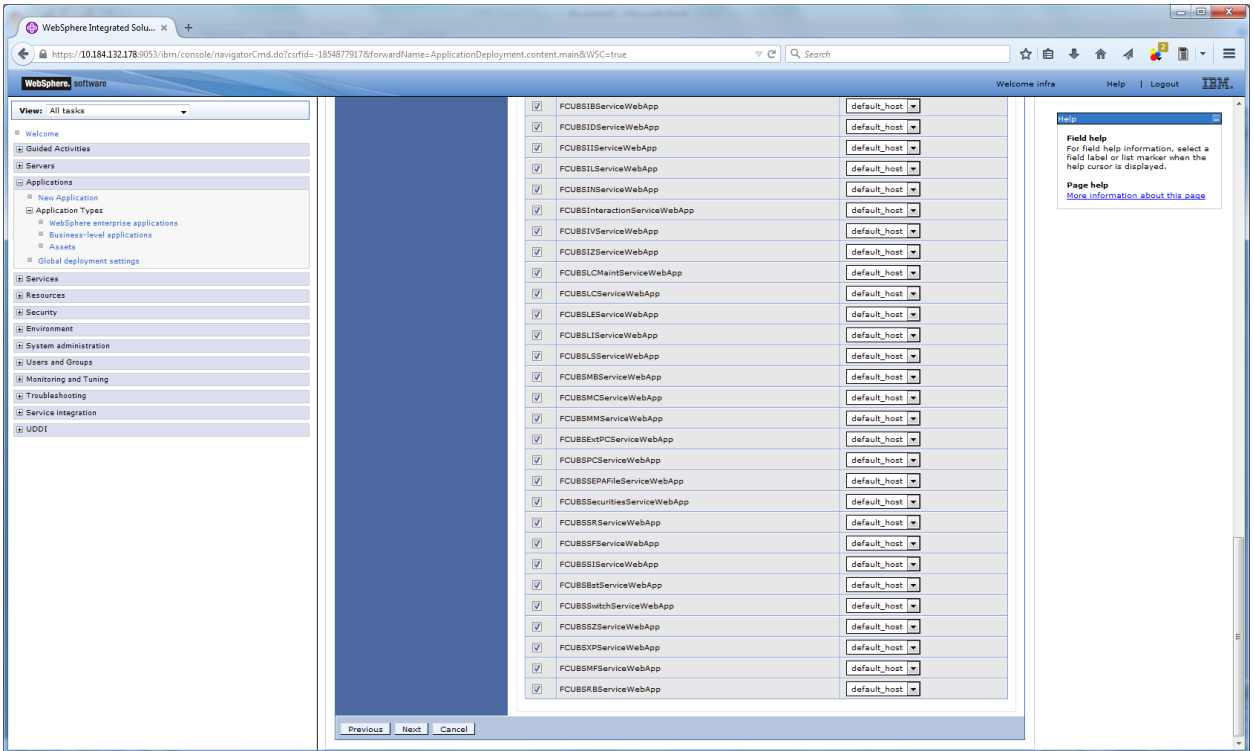 WebSphere Integrated Solu... × +
https://10.184.132.178:9053/ibm/console/navigatorCmd.do?csrfid=-1854877917&forwardName=ApplicationDeployment.content.main&WSC=true
Search
2
WebSphere. software
Welcome infra
Help | Logout
IBM.
View: All tasks
Welcome
Guided Activities
Servers
Applications
New Application
Application Types
WebSphere enterprise applications
Business-level applications
Assets
Global deployment settings
Services
Resources
Security
Environment
System administration
Users and Groups
Monitoring and Tuning
Troubleshooting
Service integration
UDDI
FCUBSIBServiceWebApp default_host
FCUBSIDServiceWebApp default_host
FCUBSIIServiceWebApp default_host
FCUBSILServiceWebApp default_host
FCUBSINServiceWebApp default_host
FCUBSInteractionServiceWebApp default_host
FCUBSIVServiceWebApp default_host
FCUBSIZServiceWebApp default_host
FCUBSLCMaintServiceWebApp default_host
FCUBSLCServiceWebApp default_host
FCUBSLEServiceWebApp default_host
FCUBSLIServiceWebApp default_host
FCUBSLSServiceWebApp default_host
FCUBSMBServiceWebApp default_host
FCUBSMCServiceWebApp default_host
FCUBSMMServiceWebApp default_host
FCUBSExtPCServiceWebApp default_host
FCUBSPCServiceWebApp default_host
FCUBSSEPAFileServiceWebApp default_host
FCUBSSecuritiesServiceWebApp default_host
FCUBSSRServiceWebApp default_host
FCUBSSFServiceWebApp default_host
FCUBSSIServiceWebApp default_host
FCUBSBstServiceWebApp default_host
FCUBSSwitchServiceWebApp default_host
FCUBSSZServiceWebApp default_host
FCUBSXPServiceWebApp default_host
FCUBSMFServiceWebApp default_host
FCUBSRBServiceWebApp default_host
Previous Next Cancel
Help
Field help
For field help information, select a
field label or list marker when the
help cursor is displayed.
Page help
More information about this page